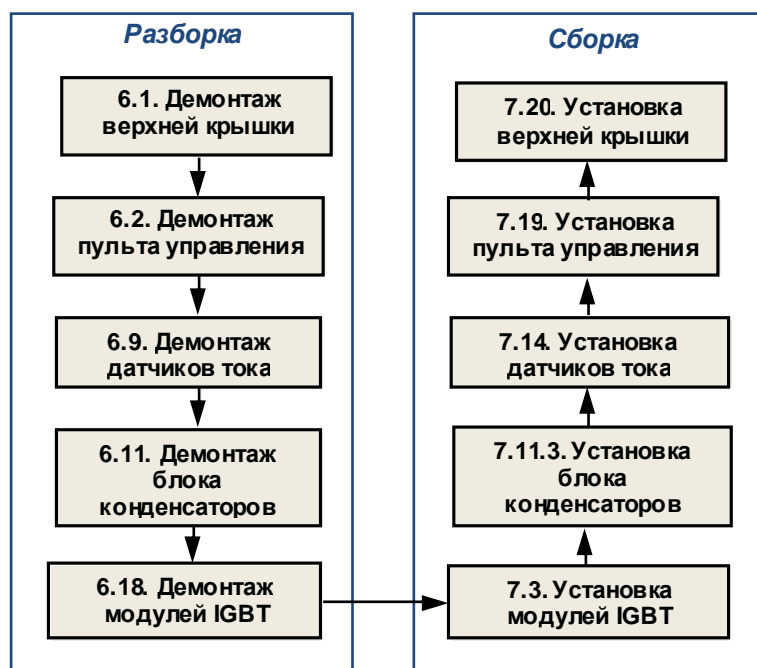 Разборка
6.1. Демонтаж
верхней крышки
6.2. Демонтаж
пульта управления
6.9. Демонтаж
датчиков тока
6.11. Демонтаж
блока
конденсаторов
6.18. Демонтаж
модулей IGBT
Сборка
7.20. Установка
верхней крышки
7.19. Установка
пульта управления
7.14. Установка
датчиков тока
7.11.3. Установка
блока
конденсаторов
7.3. Установка
модулей IGBT